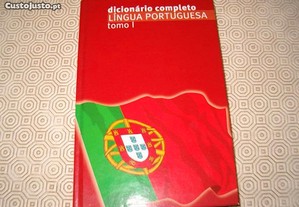 CustoJusto.pt
dicionário completo
LÍNGUA PORTUGUESA
tomo I